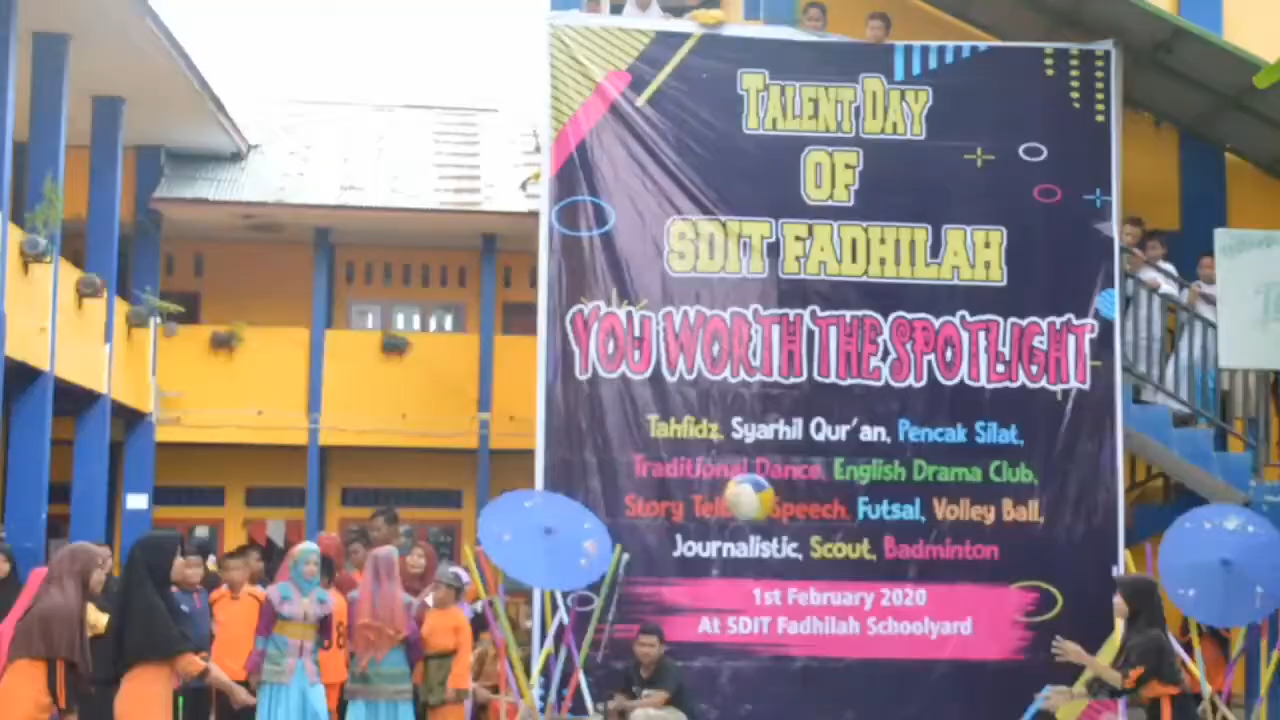 TALENT DAY
OF
SDIT FADHILAH
YOU WORTH THE SPOTLIGHT
Tahfidz, Syarhil Qur'an, Pencak Silat,
Traditional Dance, English Drama Club,
Story Speech, Futsal, Volley Ball,
Journalistic, Scout, Badminton
1st February 2020
At SDIT Fadhilah Schoolyard